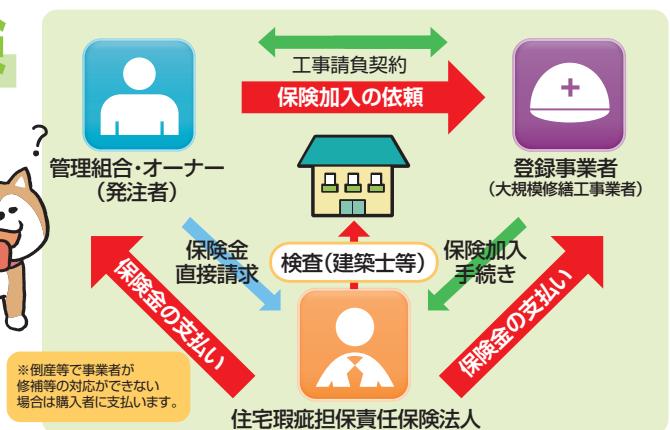 工事請負契約
保険加入の依頼
?
管理組合・オーナー
(発注者)
登録事業者
(大規模修繕工事業者)
保険金
直接請求
検査(建築士等)
保険加入
手続き
保険金の支払い
保険金の支払い
※倒産等で事業者が
修補等の対応ができない
場合は購入者に支払います。
住宅瑕疵担保責任保険法人